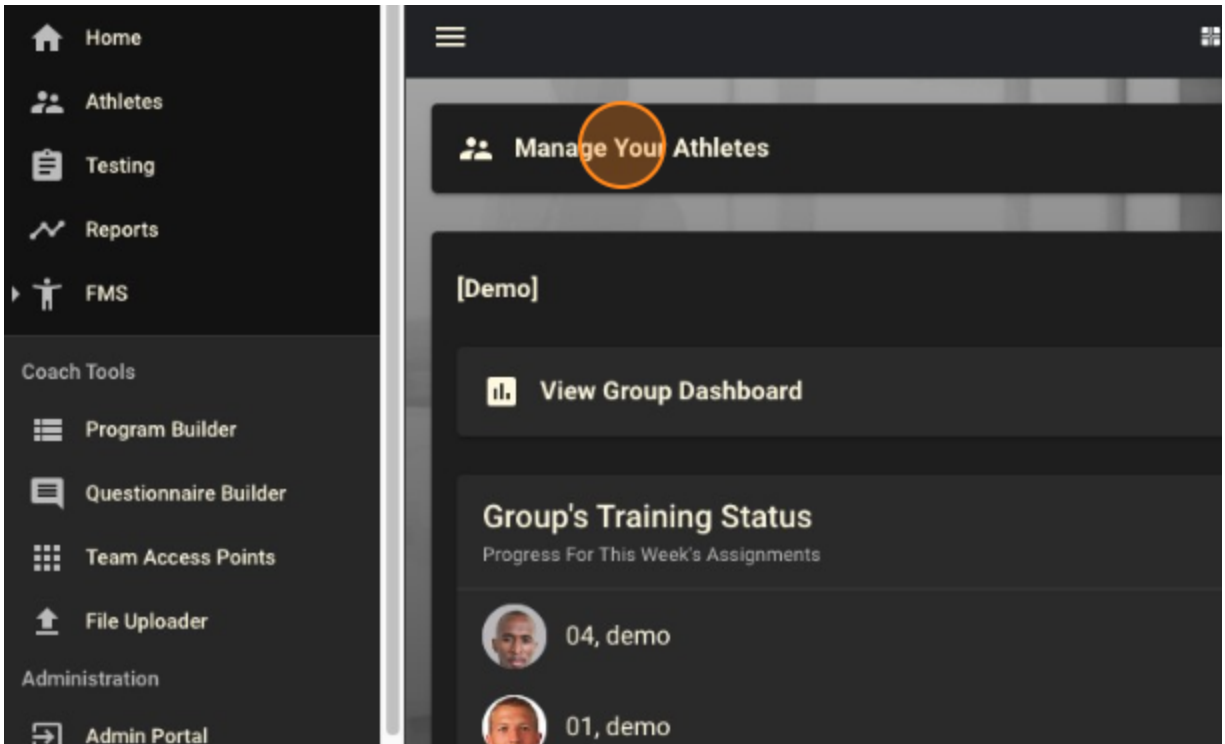 Home
Athletes
Testing
Reports
FMS
Coach Tools
Program Builder
Questionnaire Builder
Team Access Points
File Uploader
Administration
Admin Portal
Manage Your Athletes
[Demo]
View Group Dashboard
Group's Training Status
Progress For This Week's Assignments
04, demo
01, demo